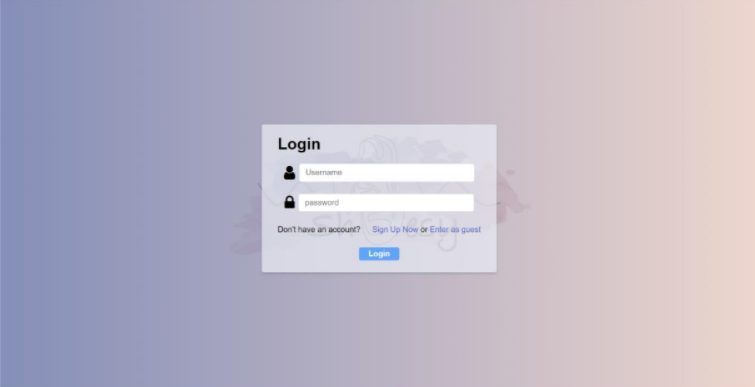 Login
Username
password
Don't have an account? Sign Up Now or Enter as guest
Login